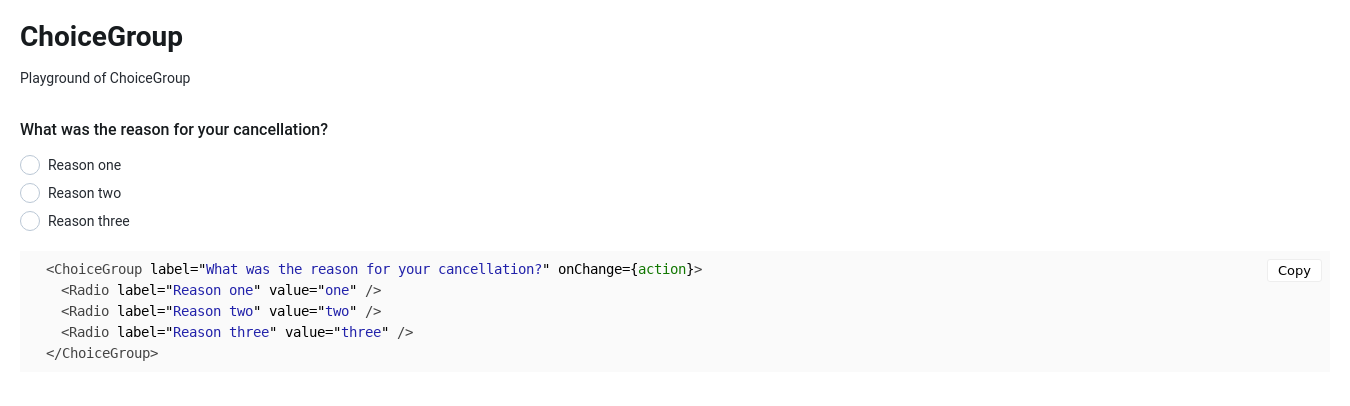 ChoiceGroup
Playground of ChoiceGroup
What was the reason for your cancellation?
Reason one
Reason two
Reason three
<ChoiceGroup label="What was the reason for your cancellation?" onChange={action}>
<Radio label="Reason one" value="one" />
<Radio label="Reason two" value="two" />
<Radio label="Reason three" value="three" />
</ChoiceGroup>
Copy